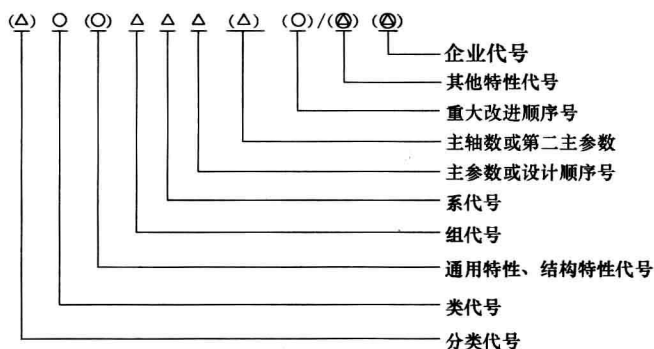 (△) ○ (○) △ △ △ (△) (○)/(◎) (◎)
企业代号
其他特性代号
重大改进顺序号
主轴数或第二主参数
主参数或设计顺序号
系代号
组代号
通用特性、结构特性代号
类代号
分类代号